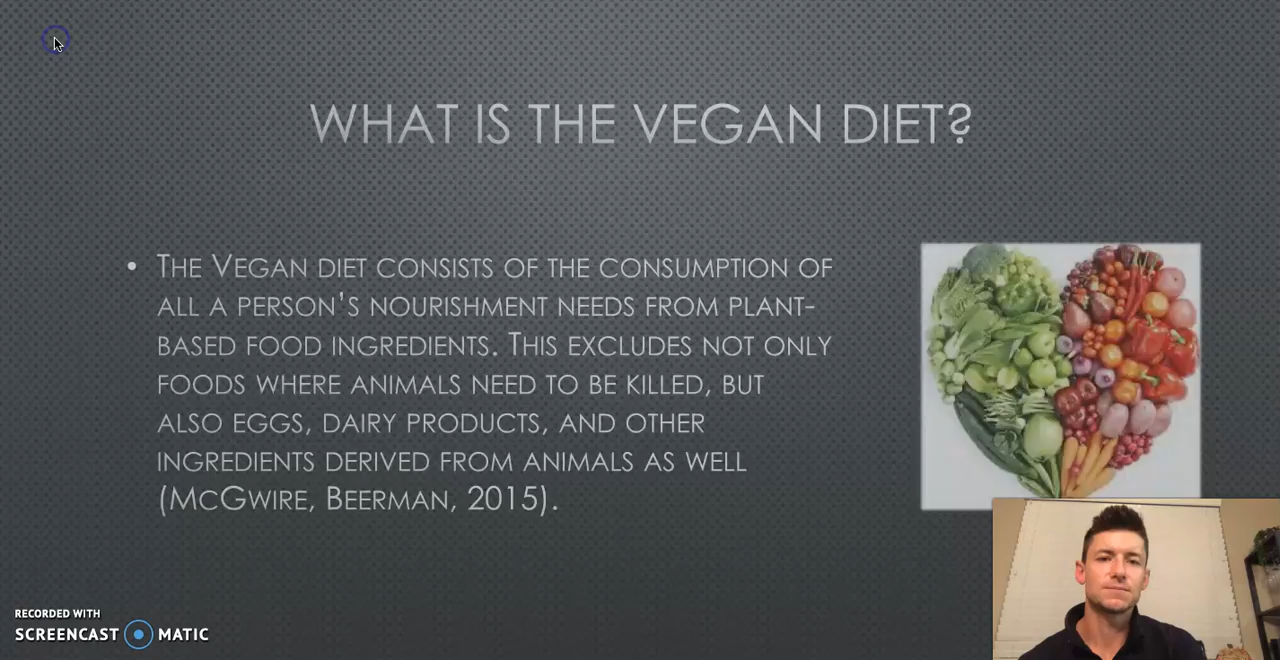 WHAT IS THE VEGAN DIET?
• THE VEGAN DIET CONSISTS OF THE CONSUMPTION OF
ALL A PERSON'S NOURISHMENT NEEDS FROM PLANT-
BASED FOOD INGREDIENTS. THIS EXCLUDES NOT ONLY
FOODS WHERE ANIMALS NEED TO BE KILLED, BUT
ALSO EGGS, DAIRY PRODUCTS, AND OTHER
INGREDIENTS DERIVED FROM ANIMALS AS WELL
(MCGWIRE, BEERMAN, 2015).
RECORDED WITH
SCREENCAST MATIC